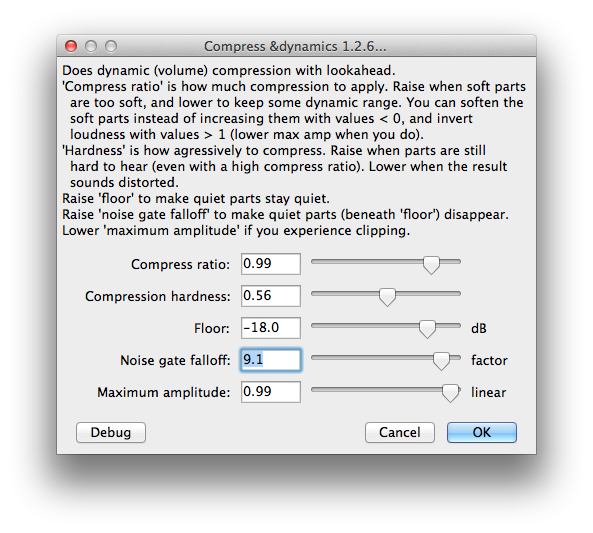 Compress &dynamics 1.2.6...
Does dynamic (volume) compression with lookahead.
'Compress ratio' is how much compression to apply. Raise when soft parts
are too soft, and lower to keep some dynamic range. You can soften the
soft parts instead of increasing them with values < 0, and invert
loudness with values > 1 (lower max amp when you do).
'Hardness' is how agressively to compress. Raise when parts are still
hard to hear (even with a high compress ratio). Lower when the result
sounds distorted.
Raise 'floor' to make quiet parts stay quiet.
Raise 'noise gate falloff' to make quiet parts (beneath 'floor') disappear.
Lower 'maximum amplitude' if you experience clipping.
Compress ratio: 0.99
Compression hardness: 0.56
Floor: -18.0 dB
Noise gate falloff: 9.1 factor
Maximum amplitude: 0.99 linear
Debug Cancel OK